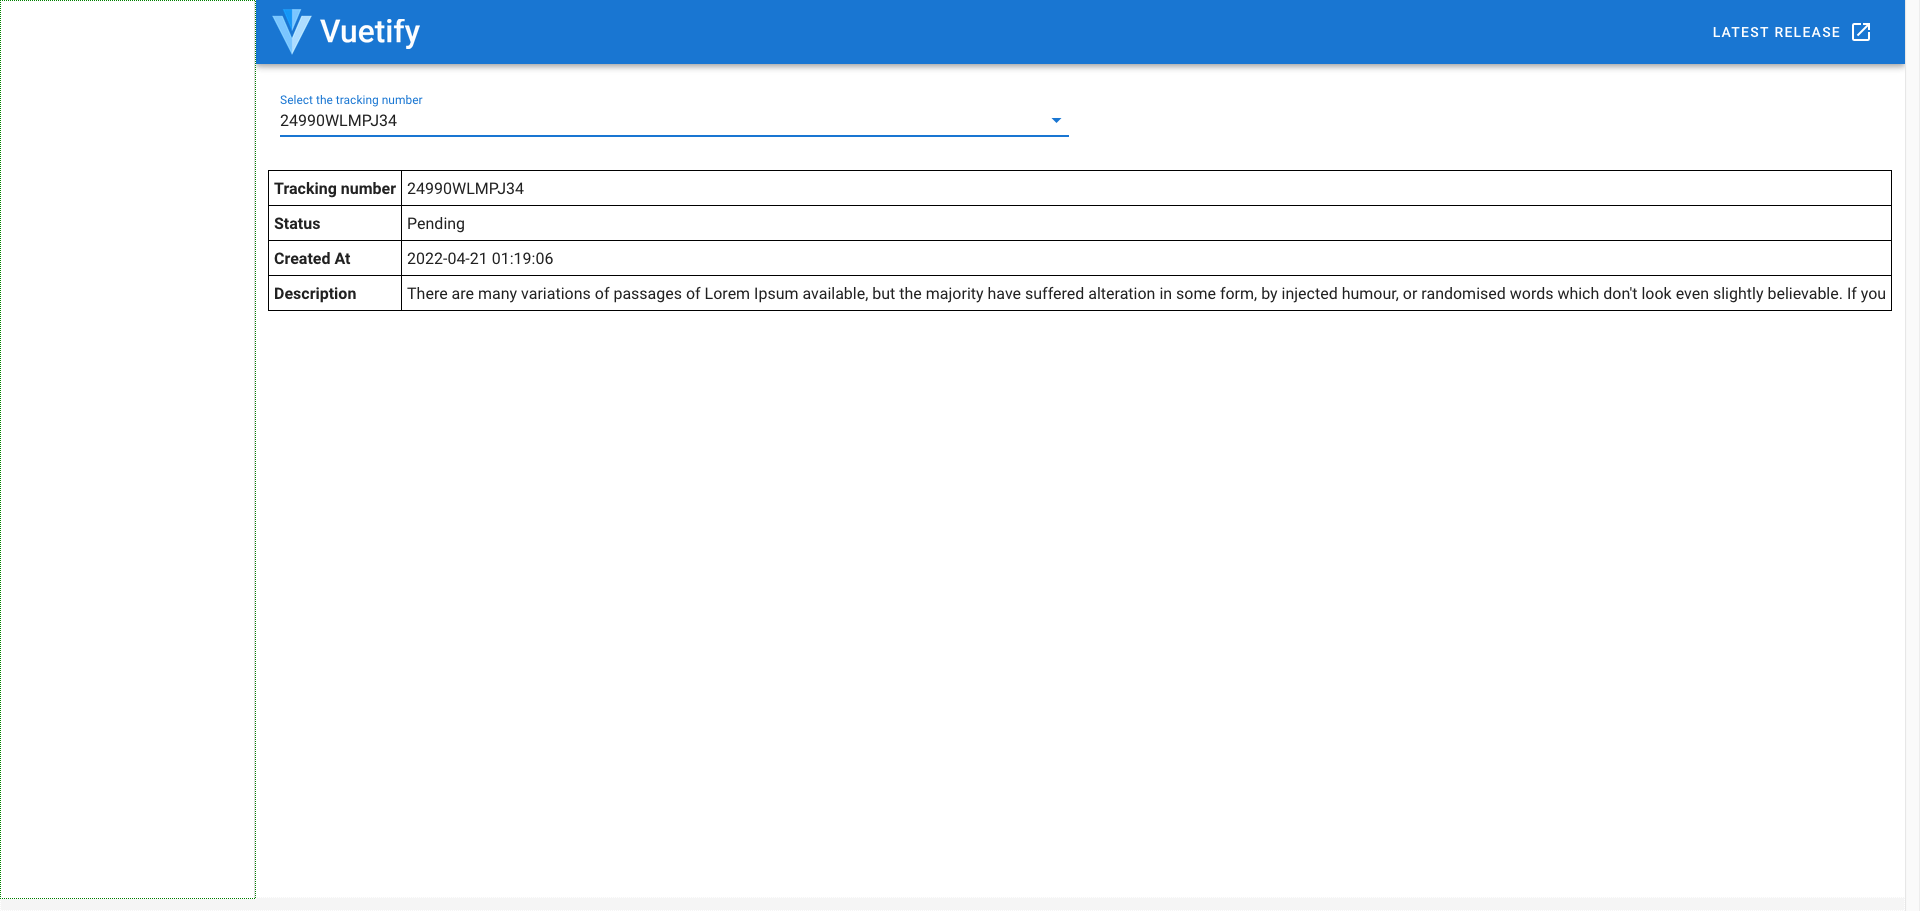 Vuetify
LATEST RELEASE
Select the tracking number
24990WLMPJ34
Tracking number 24990WLMPJ34
Status Pending
Created At 2022-04-21 01:19:06
Description There are many variations of passages of Lorem Ipsum available, but the majority have suffered alteration in some form, by injected humour, or randomised words which don't look even slightly believable. If you